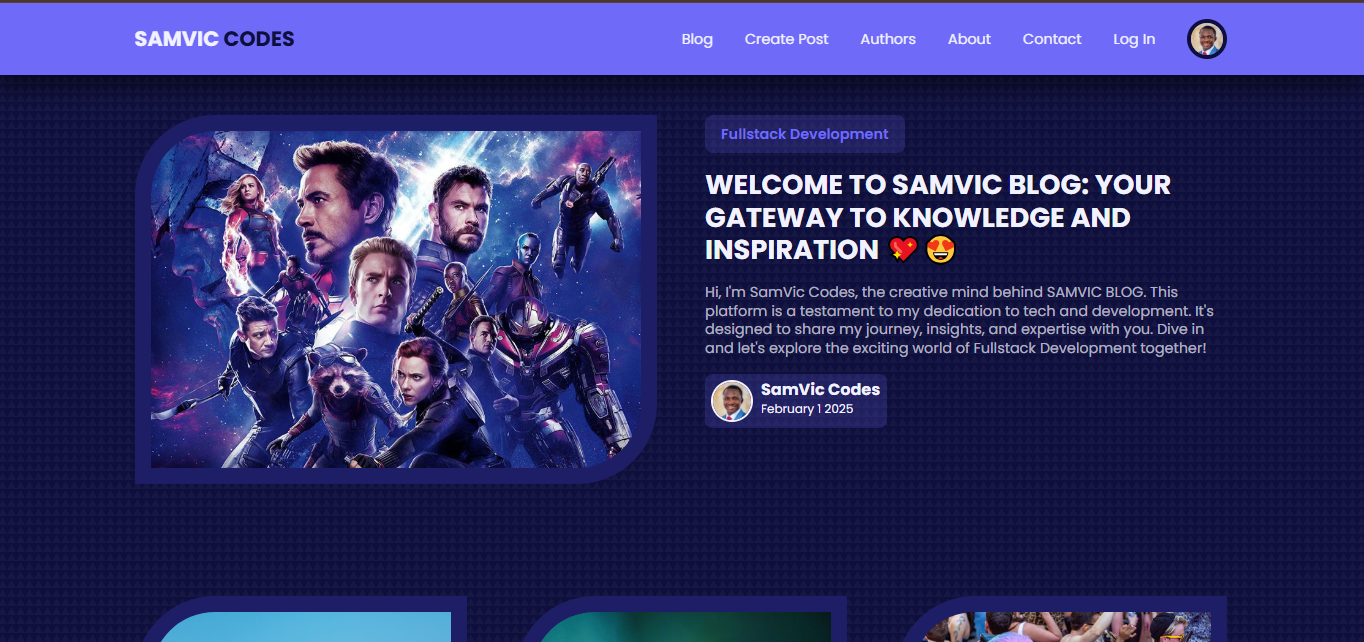 SAMVIC CODES
Blog
Create Post
Authors
About
Contact
Log In
Fullstack Development
WELCOME TO SAMVIC BLOG: YOUR
GATEWAY TO KNOWLEDGE AND
INSPIRATION 💖 😍
Hi, I'm SamVic Codes, the creative mind behind SAMVIC BLOG. This
platform is a testament to my dedication to tech and development. It's
designed to share my journey, insights, and expertise with you. Dive in
and let's explore the exciting world of Fullstack Development together!
SamVic Codes
February 1 2025